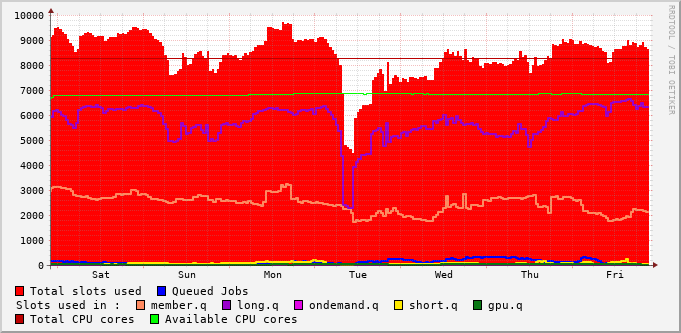 10000
9000
8000
7000
6000
5000
4000
3000
2000
1000
0
Sat Sun Mon Tue Wed Thu Fri
RRDTOOL / TOBI OETIKER
Total slots used Queued Jobs
Slots used in : member.q long.q ondemand.q short.q gpu.q
Total CPU cores Available CPU cores